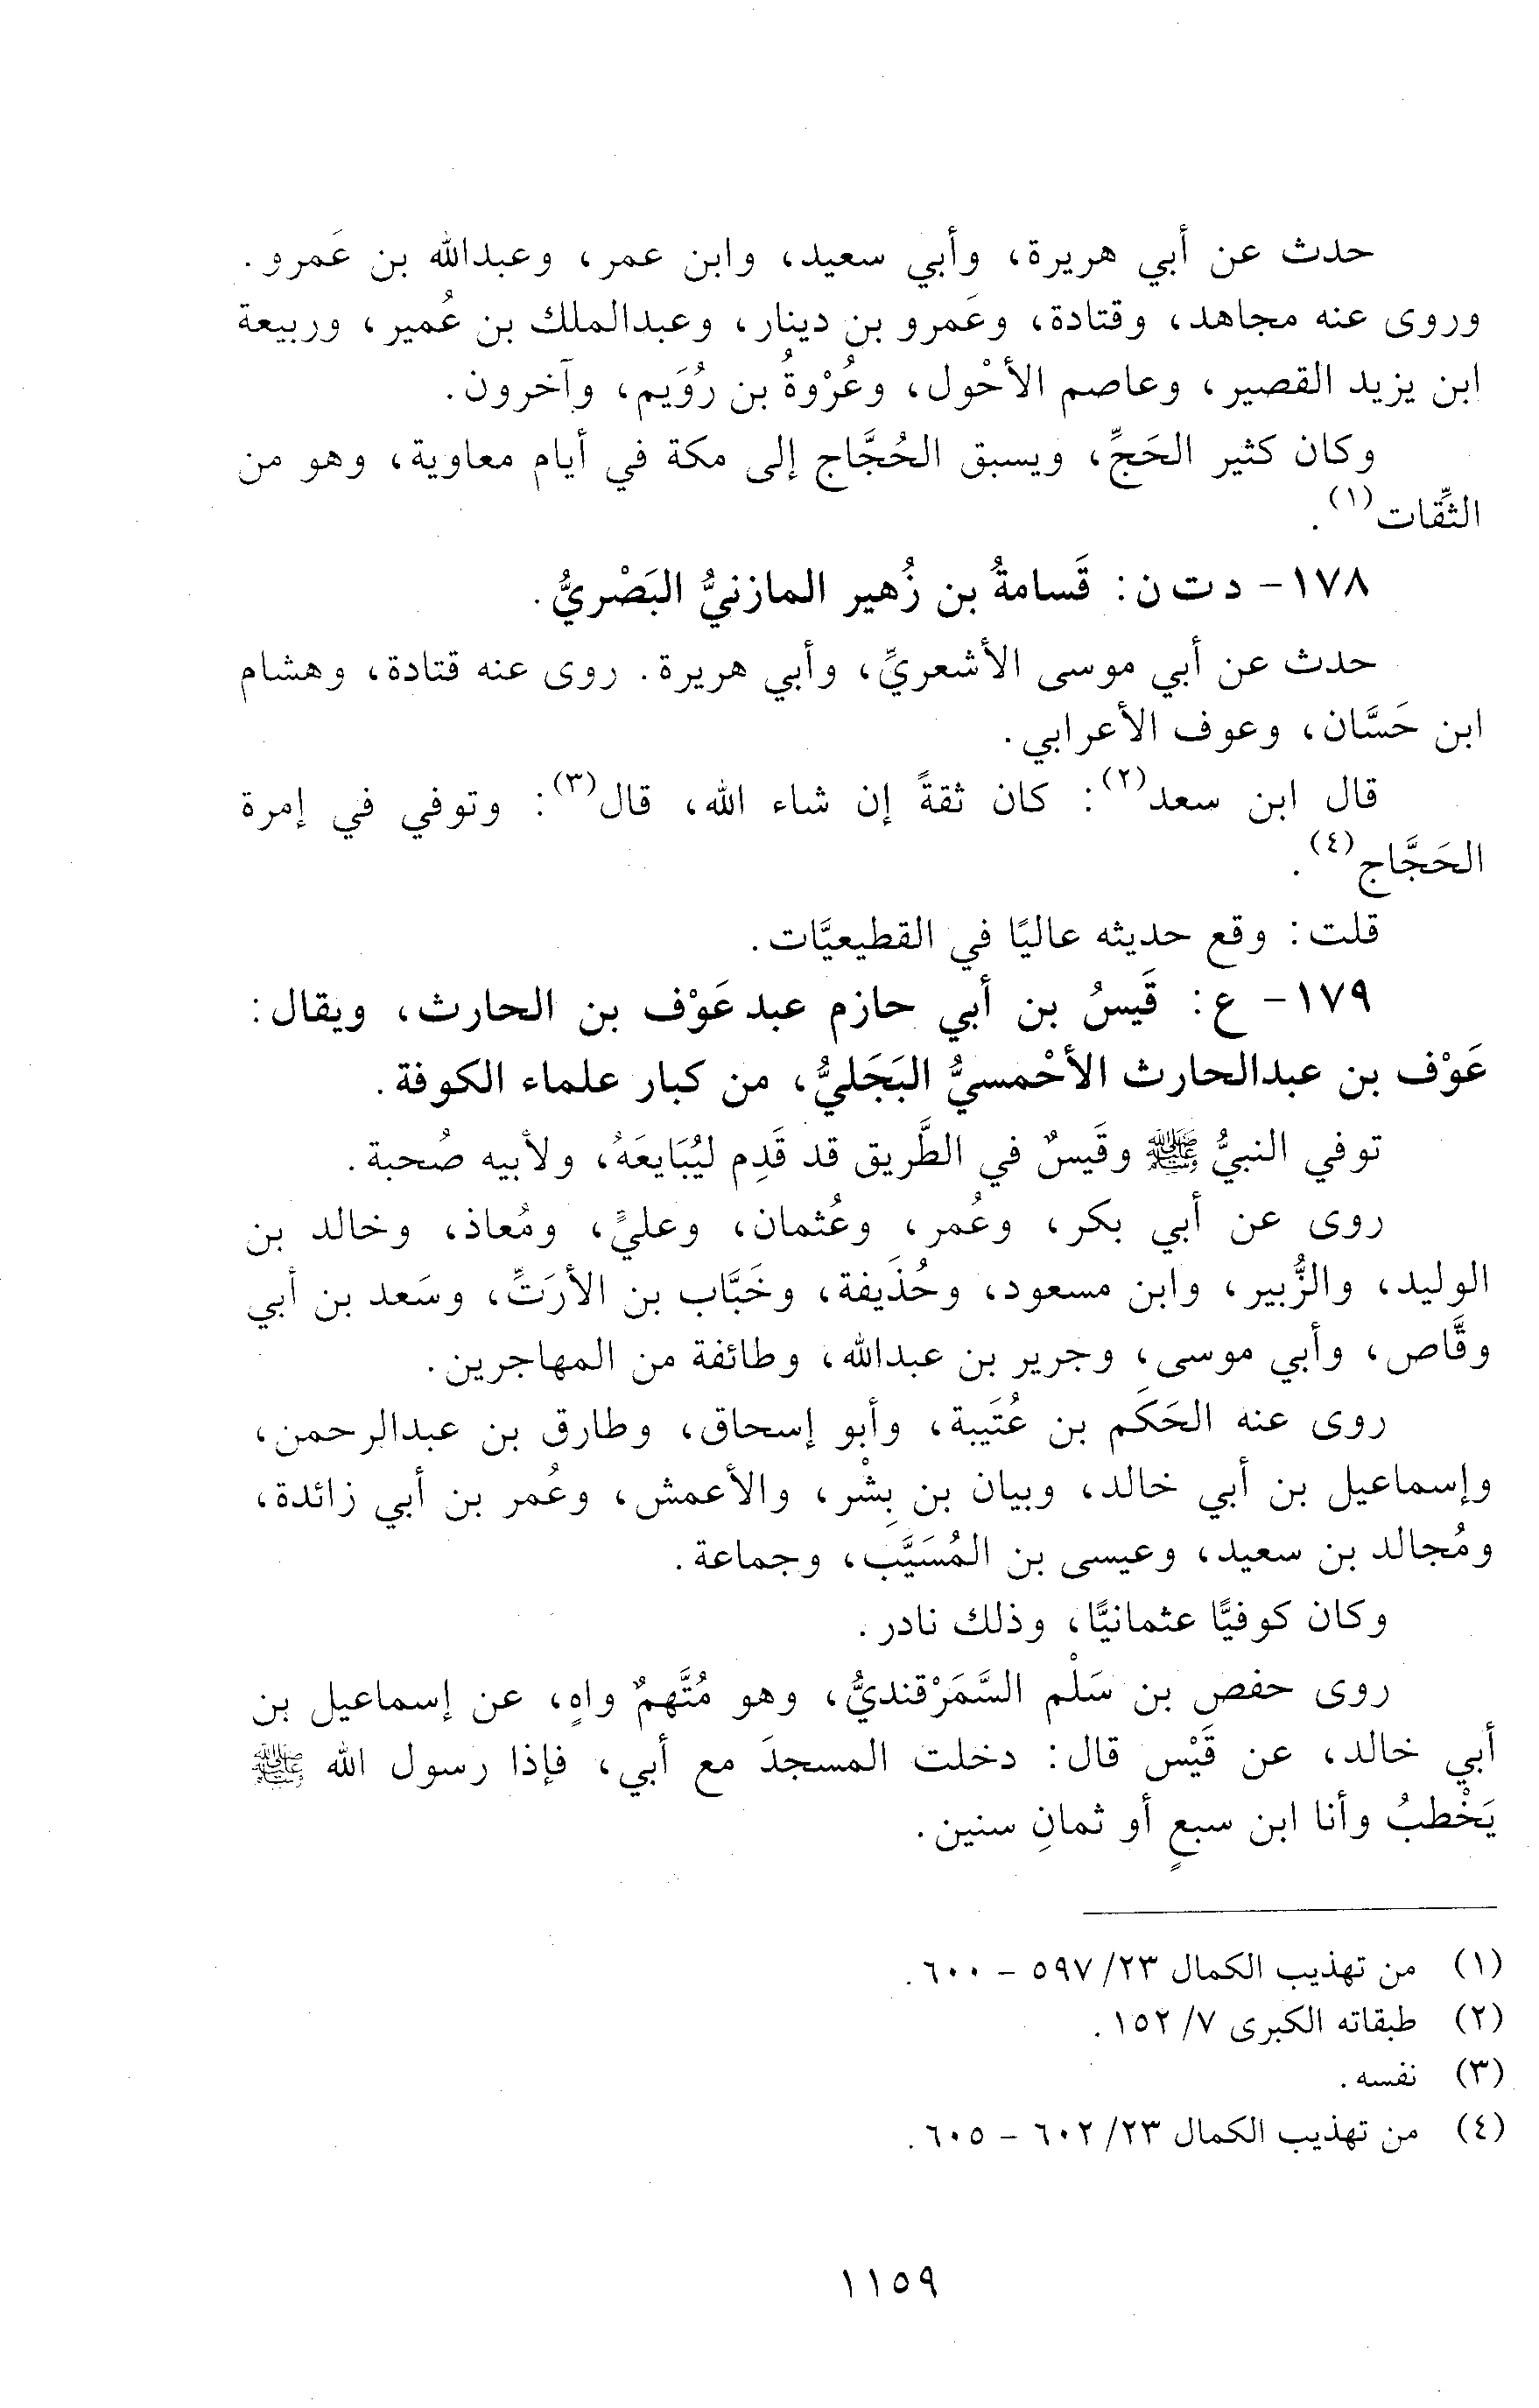 حدث عن أبي هريرة، وأبي سعيد، وابن عمر، وعبدالله بن عَمرو.
وروى عنه مجاهد، وقتادة، وعَمرو بن دينار، وعبدالملك بن عُمير، وربيعة
ابن يزيد القصير، وعاصم الأحْول، وعُرْوةُ بن رُوَيم، وآخرون.
وكان كثير الحَجِّ، ويسبق الحُجَّاج إلى مكة في أيام معاوية، وهو من
الثِّقات(١).
١٧٨- د ت ن: قَسامةُ بن زُهير المازنيُّ البَصْريُّ.
حدث عن أبي موسى الأشعريِّ، وأبي هريرة. روى عنه قتادة، وهشام
ابن حَسَّان، وعوف الأعرابي.
قال ابن سعد(٢): كان ثقةً إن شاء الله، قال(٣): وتوفي في إمرة
الحَجَّاج(٤).
قلت: وقع حديثه عاليًا في القطيعيَّات.
١٧٩- ع: قَيسُ بن أبي حازم عبد عَوْف بن الحارث، ويقال:
عَوْف بن عبدالحارث الأحْمسيُّ البَجَليُّ، من كبار علماء الكوفة.
توفي النبيُّ ﷺ وقَيسٌ في الطَّريق قد قَدِم ليُبَايعَهُ، ولأبيه صُحبة.
روى عن أبي بكر، وعُمر، وعُثمان، وعليٍّ، ومُعاذ، وخالد بن
الوليد، والزُّبير، وابن مسعود، وحُذَيفة، وخَبَّاب بن الأرَتِّ، وسَعد بن أبي
وقَّاص، وأبي موسى، وجرير بن عبدالله، وطائفة من المهاجرين.
روى عنه الحَكَم بن عُتَيبة، وأبو إسحاق، وطارق بن عبدالرحمن،
وإسماعيل بن أبي خالد، وبيان بن بِشْر، والأعمش، وعُمر بن أبي زائدة،
ومُجالد بن سعيد، وعيسى بن المُسَيَّب، وجماعة.
وكان كوفيًّا عثمانيًّا، وذلك نادر.
روى حفص بن سَلْم السَّمَرْقنديُّ، وهو مُتَّهمٌ واهٍ، عن إسماعيل بن
أبي خالد، عن قَيْس قال: دخلت المسجدَ مع أبي، فإذا رسول الله ﷺ
يَخْطبُ وأنا ابن سبعٍ أو ثمانِ سنين.
(١) من تهذيب الكمال ٢٣/ ٥٩٧ - ٦٠٠.
(٢) طبقاته الكبرى ٧/ ١٥٢.
(٣) نفسه.
(٤) من تهذيب الكمال ٢٣/ ٦٠٢ - ٦٠٥.
١١٥٩